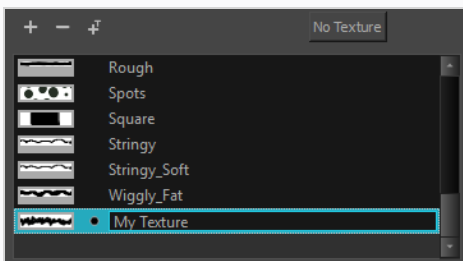 No Texture
Rough
Spots
Square
Stringy
Stringy_Soft
Wiggly_Fat
My Texture